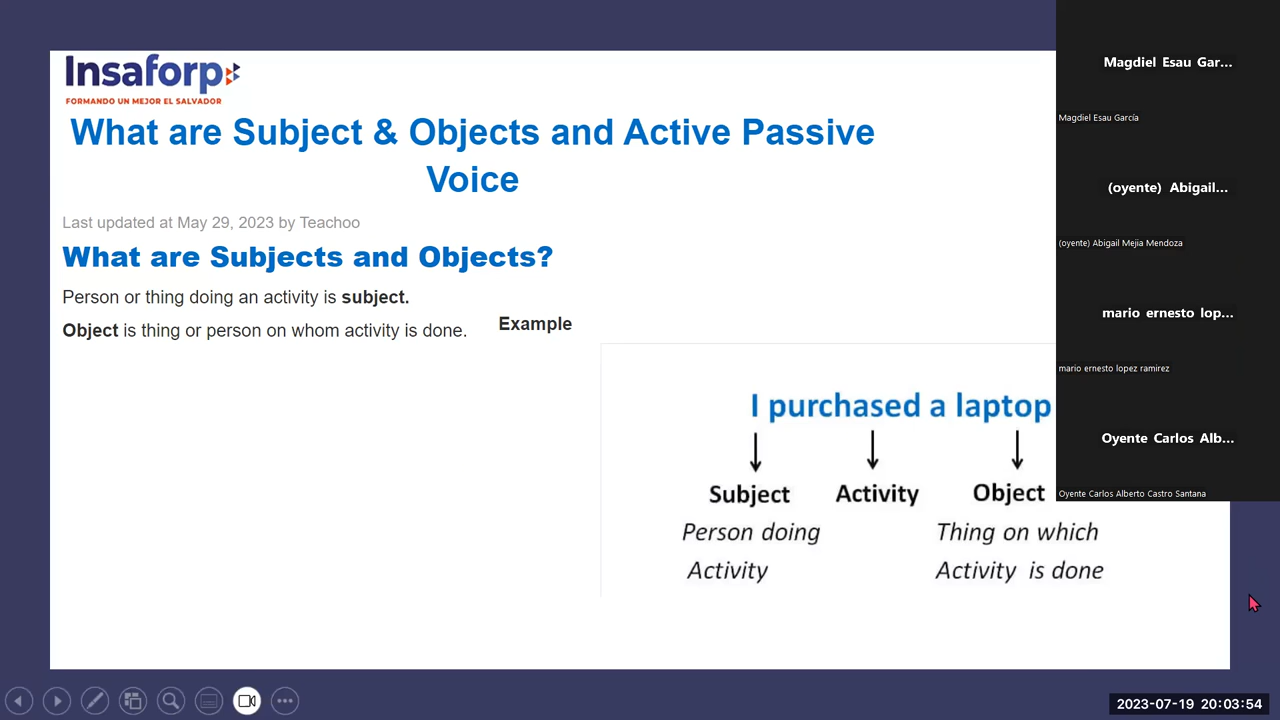 Insaforp
FORMANDO UN MEJOR EL SALVADOR
What are Subject & Objects and Active Passive
Voice
Last updated at May 29, 2023 by Teachoo
What are Subjects and Objects?
Person or thing doing an activity is subject.
Object is thing or person on whom activity is done.
Example
I purchased a laptop
Subject Activity Object
Person doing Thing on which
Activity Activity is done
Magdiel Esau Gar...
Magdiel Esau García
(oyente) Abigail...
(oyente) Abigail Mejia Mendoza
mario ernesto lop...
mario ernesto lopez ramirez
Oyente Carlos Alb...
Oyente Carlos Alberto Castro Santana
2023-07-19 20:03:54